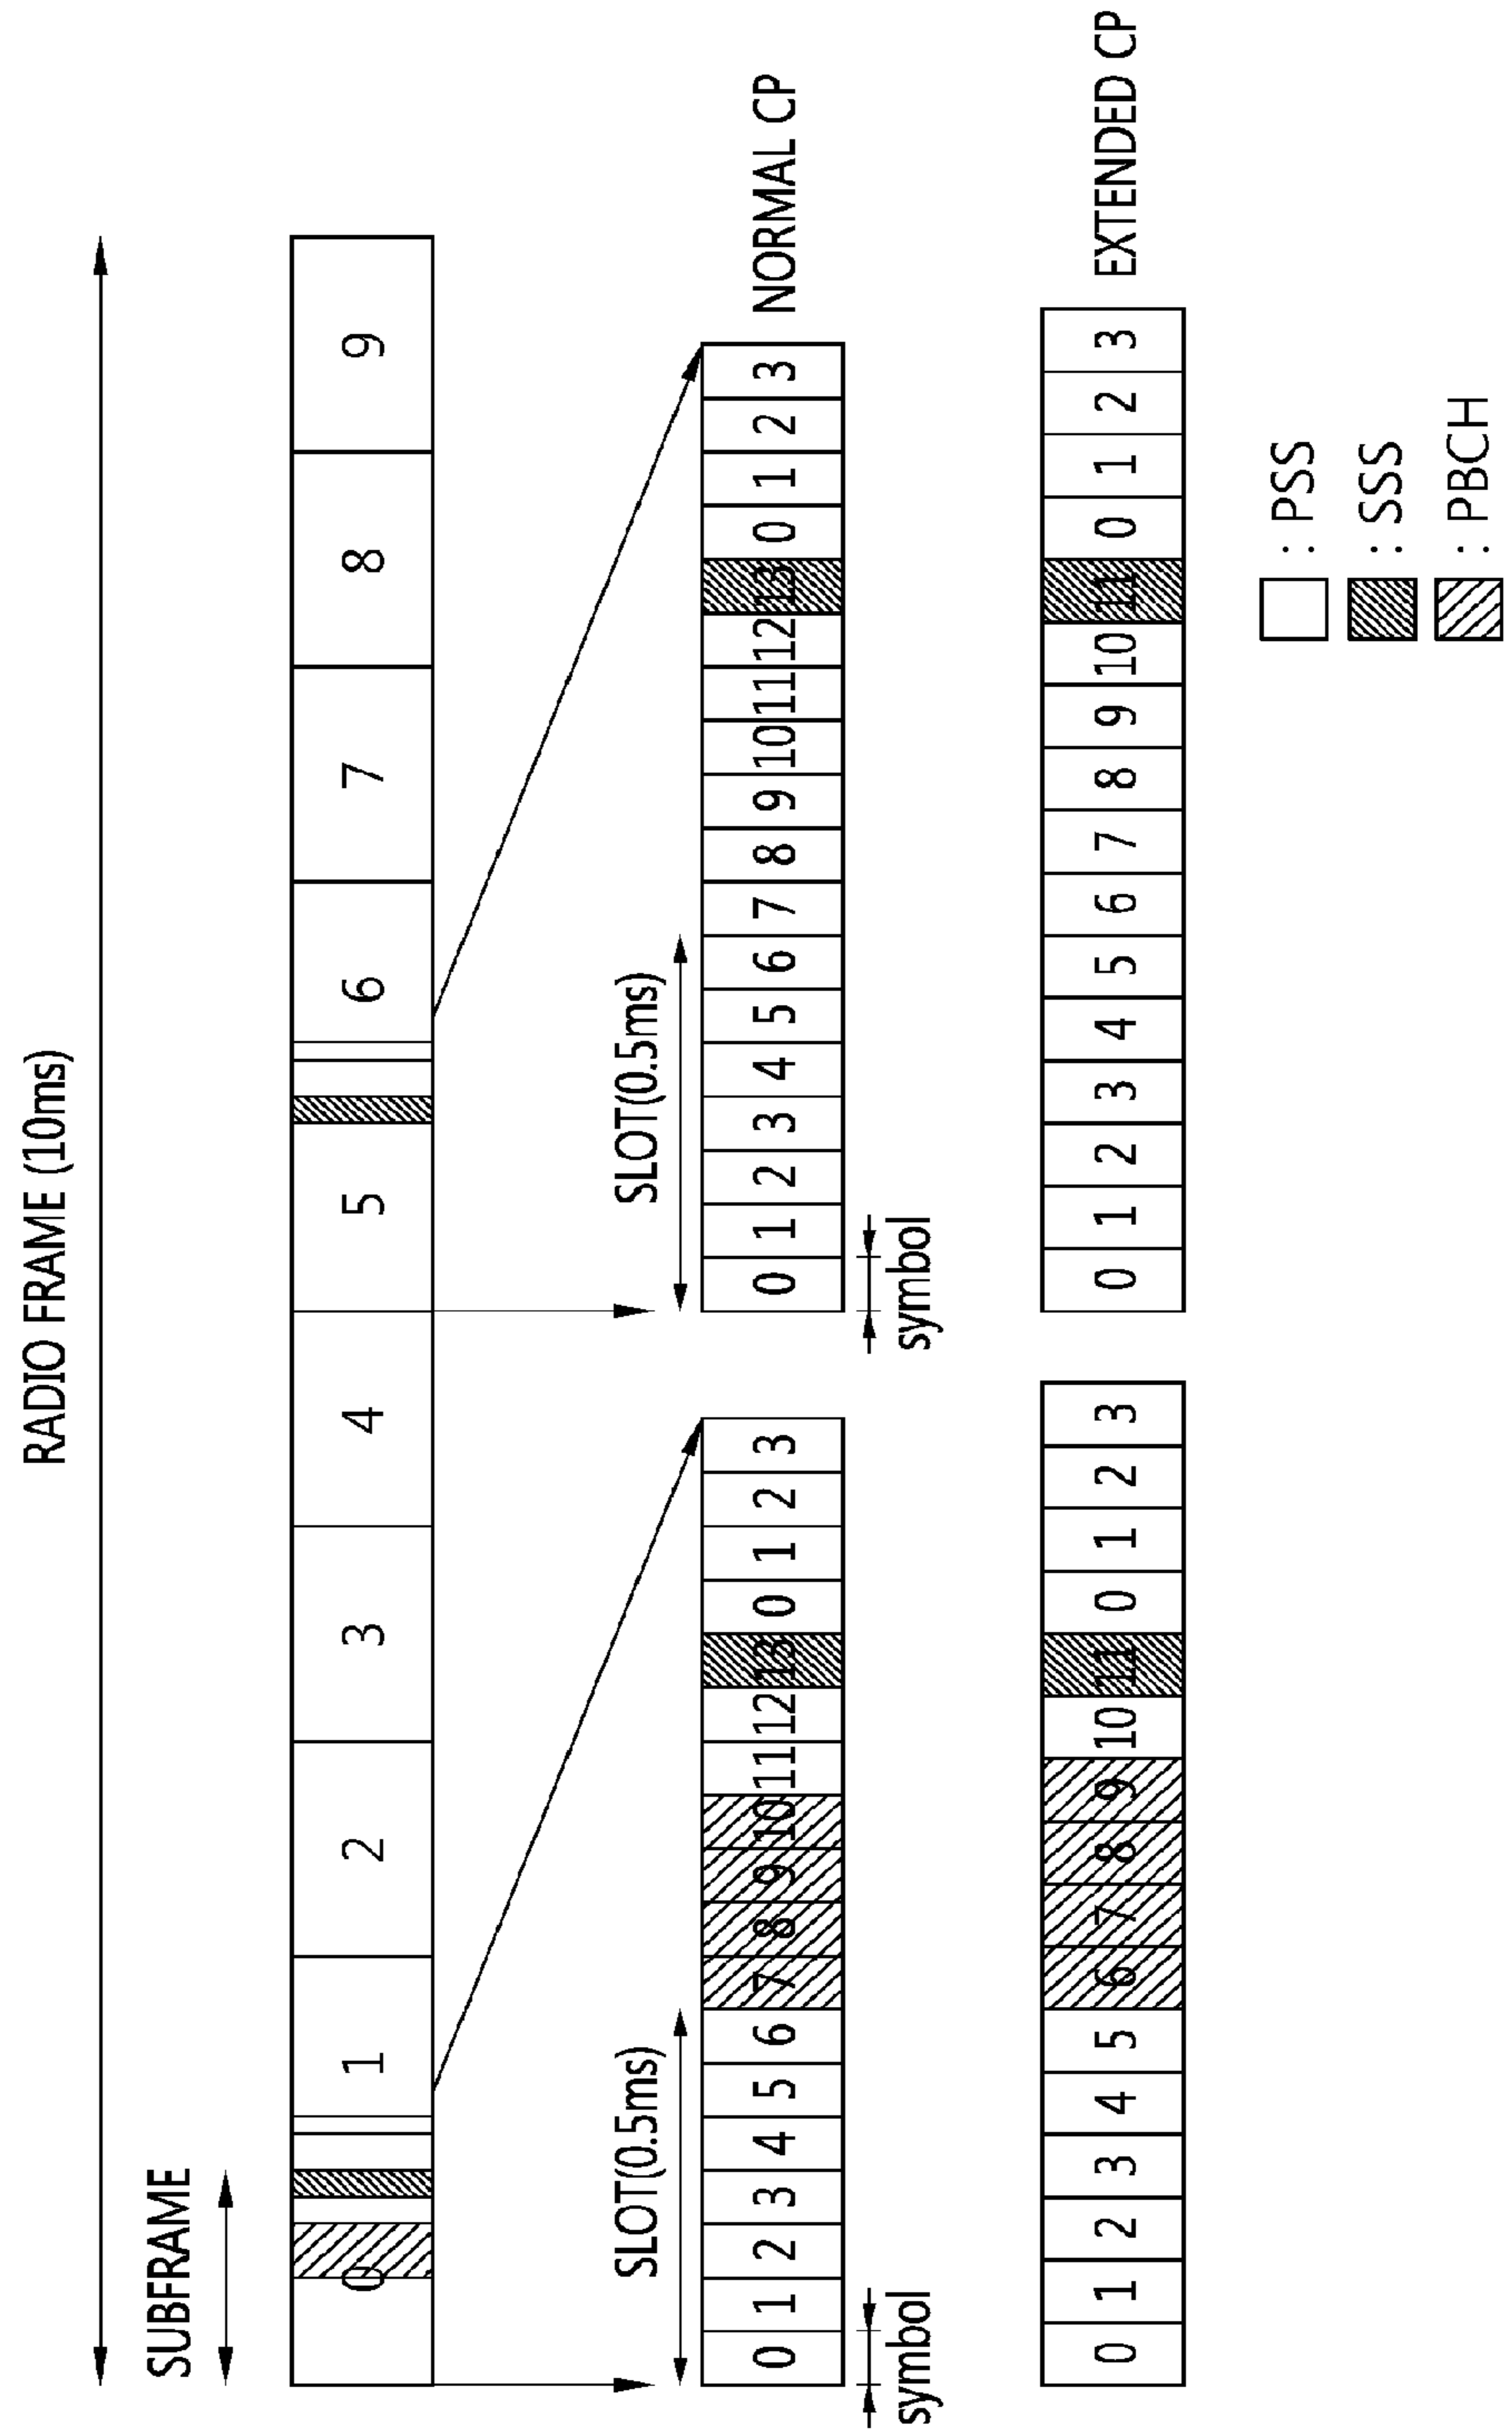 RADIO FRAME (10ms)
SUBFRAME
0 1 2 3 4 5 6 7 8 9
SLOT(0.5ms) SLOT(0.5ms)
0 1 2 3 4 5 6 7 8 9 10 11 12 13 0 1 2 3 0 1 2 3 4 5 6 7 8 9 10 11 12 13 0 1 2 3 NORMAL CP
symbol symbol
0 1 2 3 4 5 6 7 8 9 10 11 0 1 2 3 0 1 2 3 4 5 6 7 8 9 10 11 0 1 2 3 EXTENDED CP
: PSS
: SSS
: PBCH